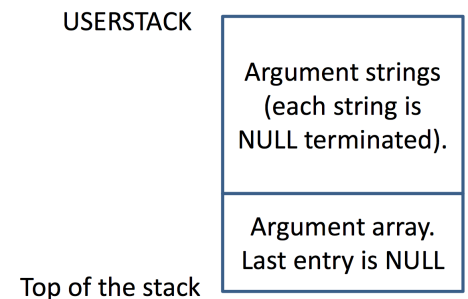 USERSTACK
Argument strings
(each string is
NULL terminated).
Argument array.
Last entry is NULL
Top of the stack